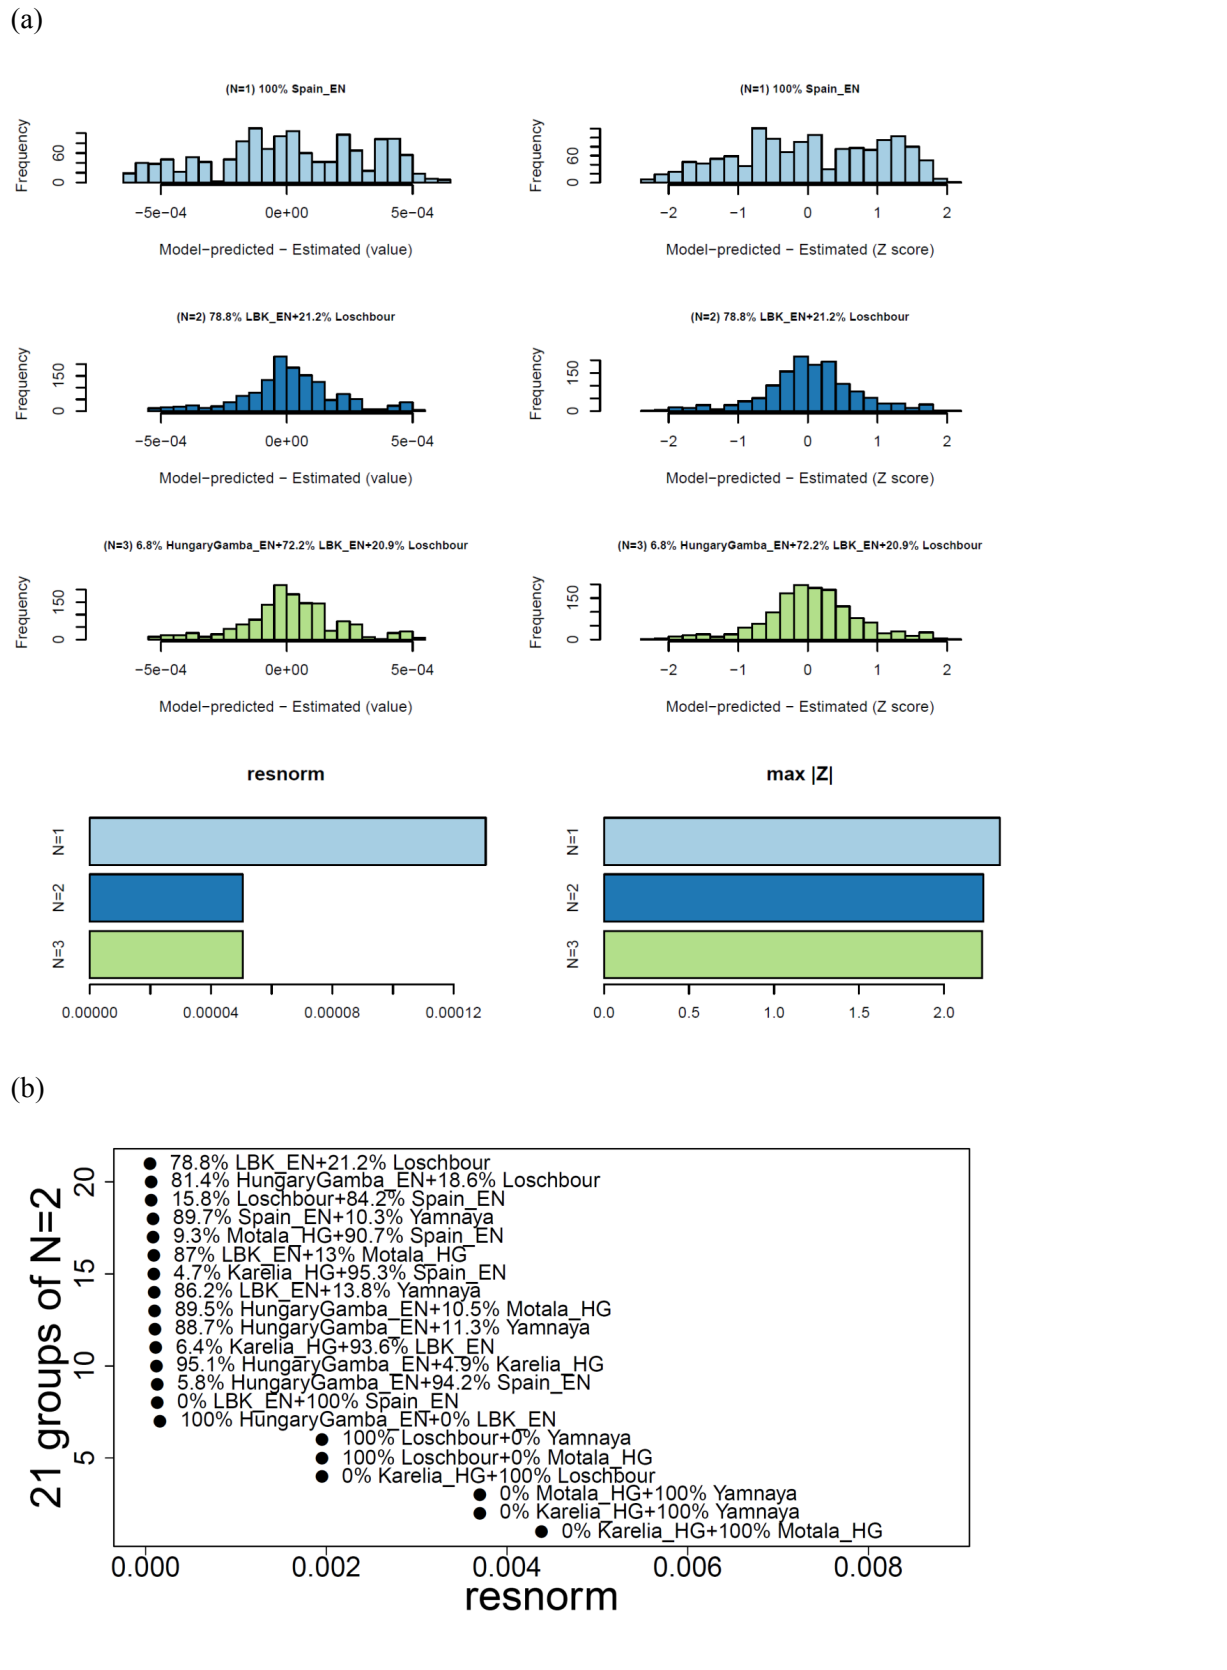 (a)
(N=1) 100% Spain_EN
Frequency
0
60
−5e−04
0e+00
5e−04
Model−predicted − Estimated (value)
(N=1) 100% Spain_EN
Frequency
0
60
−2
−1
0
1
2
Model−predicted − Estimated (Z score)
(N=2) 78.8% LBK_EN+21.2% Loschbour
Frequency
0
150
−5e−04
0e+00
5e−04
Model−predicted − Estimated (value)
(N=2) 78.8% LBK_EN+21.2% Loschbour
Frequency
0
150
−2
−1
0
1
2
Model−predicted − Estimated (Z score)
(N=3) 6.8% HungaryGamba_EN+72.2% LBK_EN+20.9% Loschbour
Frequency
0
150
−5e−04
0e+00
5e−04
Model−predicted − Estimated (value)
(N=3) 6.8% HungaryGamba_EN+72.2% LBK_EN+20.9% Loschbour
Frequency
0
150
−2
−1
0
1
2
Model−predicted − Estimated (Z score)
resnorm
N=1
N=2
N=3
0.00000
0.00004
0.00008
0.00012
max |Z|
N=1
N=2
N=3
0.0
0.5
1.0
1.5
2.0
(b)
21 groups of N=2
20
15
10
5
78.8% LBK_EN+21.2% Loschbour
81.4% HungaryGamba_EN+18.6% Loschbour
15.8% Loschbour+84.2% Spain_EN
89.7% Spain_EN+10.3% Yamnaya
9.3% Motala_HG+90.7% Spain_EN
87% LBK_EN+13% Motala_HG
4.7% Karelia_HG+95.3% Spain_EN
86.2% LBK_EN+13.8% Yamnaya
89.5% HungaryGamba_EN+10.5% Motala_HG
88.7% HungaryGamba_EN+11.3% Yamnaya
6.4% Karelia_HG+93.6% LBK_EN
95.1% HungaryGamba_EN+4.9% Karelia_HG
5.8% HungaryGamba_EN+94.2% Spain_EN
0% LBK_EN+100% Spain_EN
100% HungaryGamba_EN+0% LBK_EN
100% Loschbour+0% Yamnaya
100% Loschbour+0% Motala_HG
0% Karelia_HG+100% Loschbour
0% Motala_HG+100% Yamnaya
0% Karelia_HG+100% Yamnaya
0% Karelia_HG+100% Motala_HG
0.000
0.002
0.004
0.006
0.008
resnorm